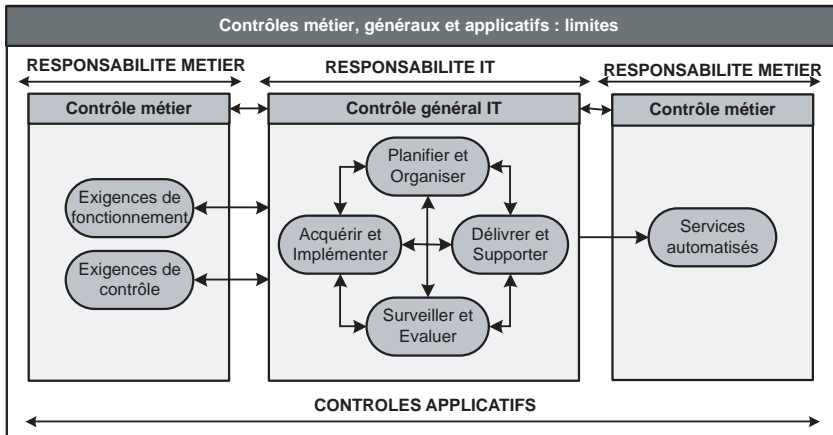 Contrôles métier, généraux et applicatifs : limites
RESPONSABILITE METIER
RESPONSABILITE IT
RESPONSABILITE METIER
Contrôle métier
Contrôle général IT
Contrôle métier
Planifier et
Organiser
Exigences de
fonctionnement
Acquérir et
Implémenter
Délivrer et
Supporter
Services
automatisés
Exigences de
contrôle
Surveiller et
Evaluer
CONTROLES APPLICATIFS